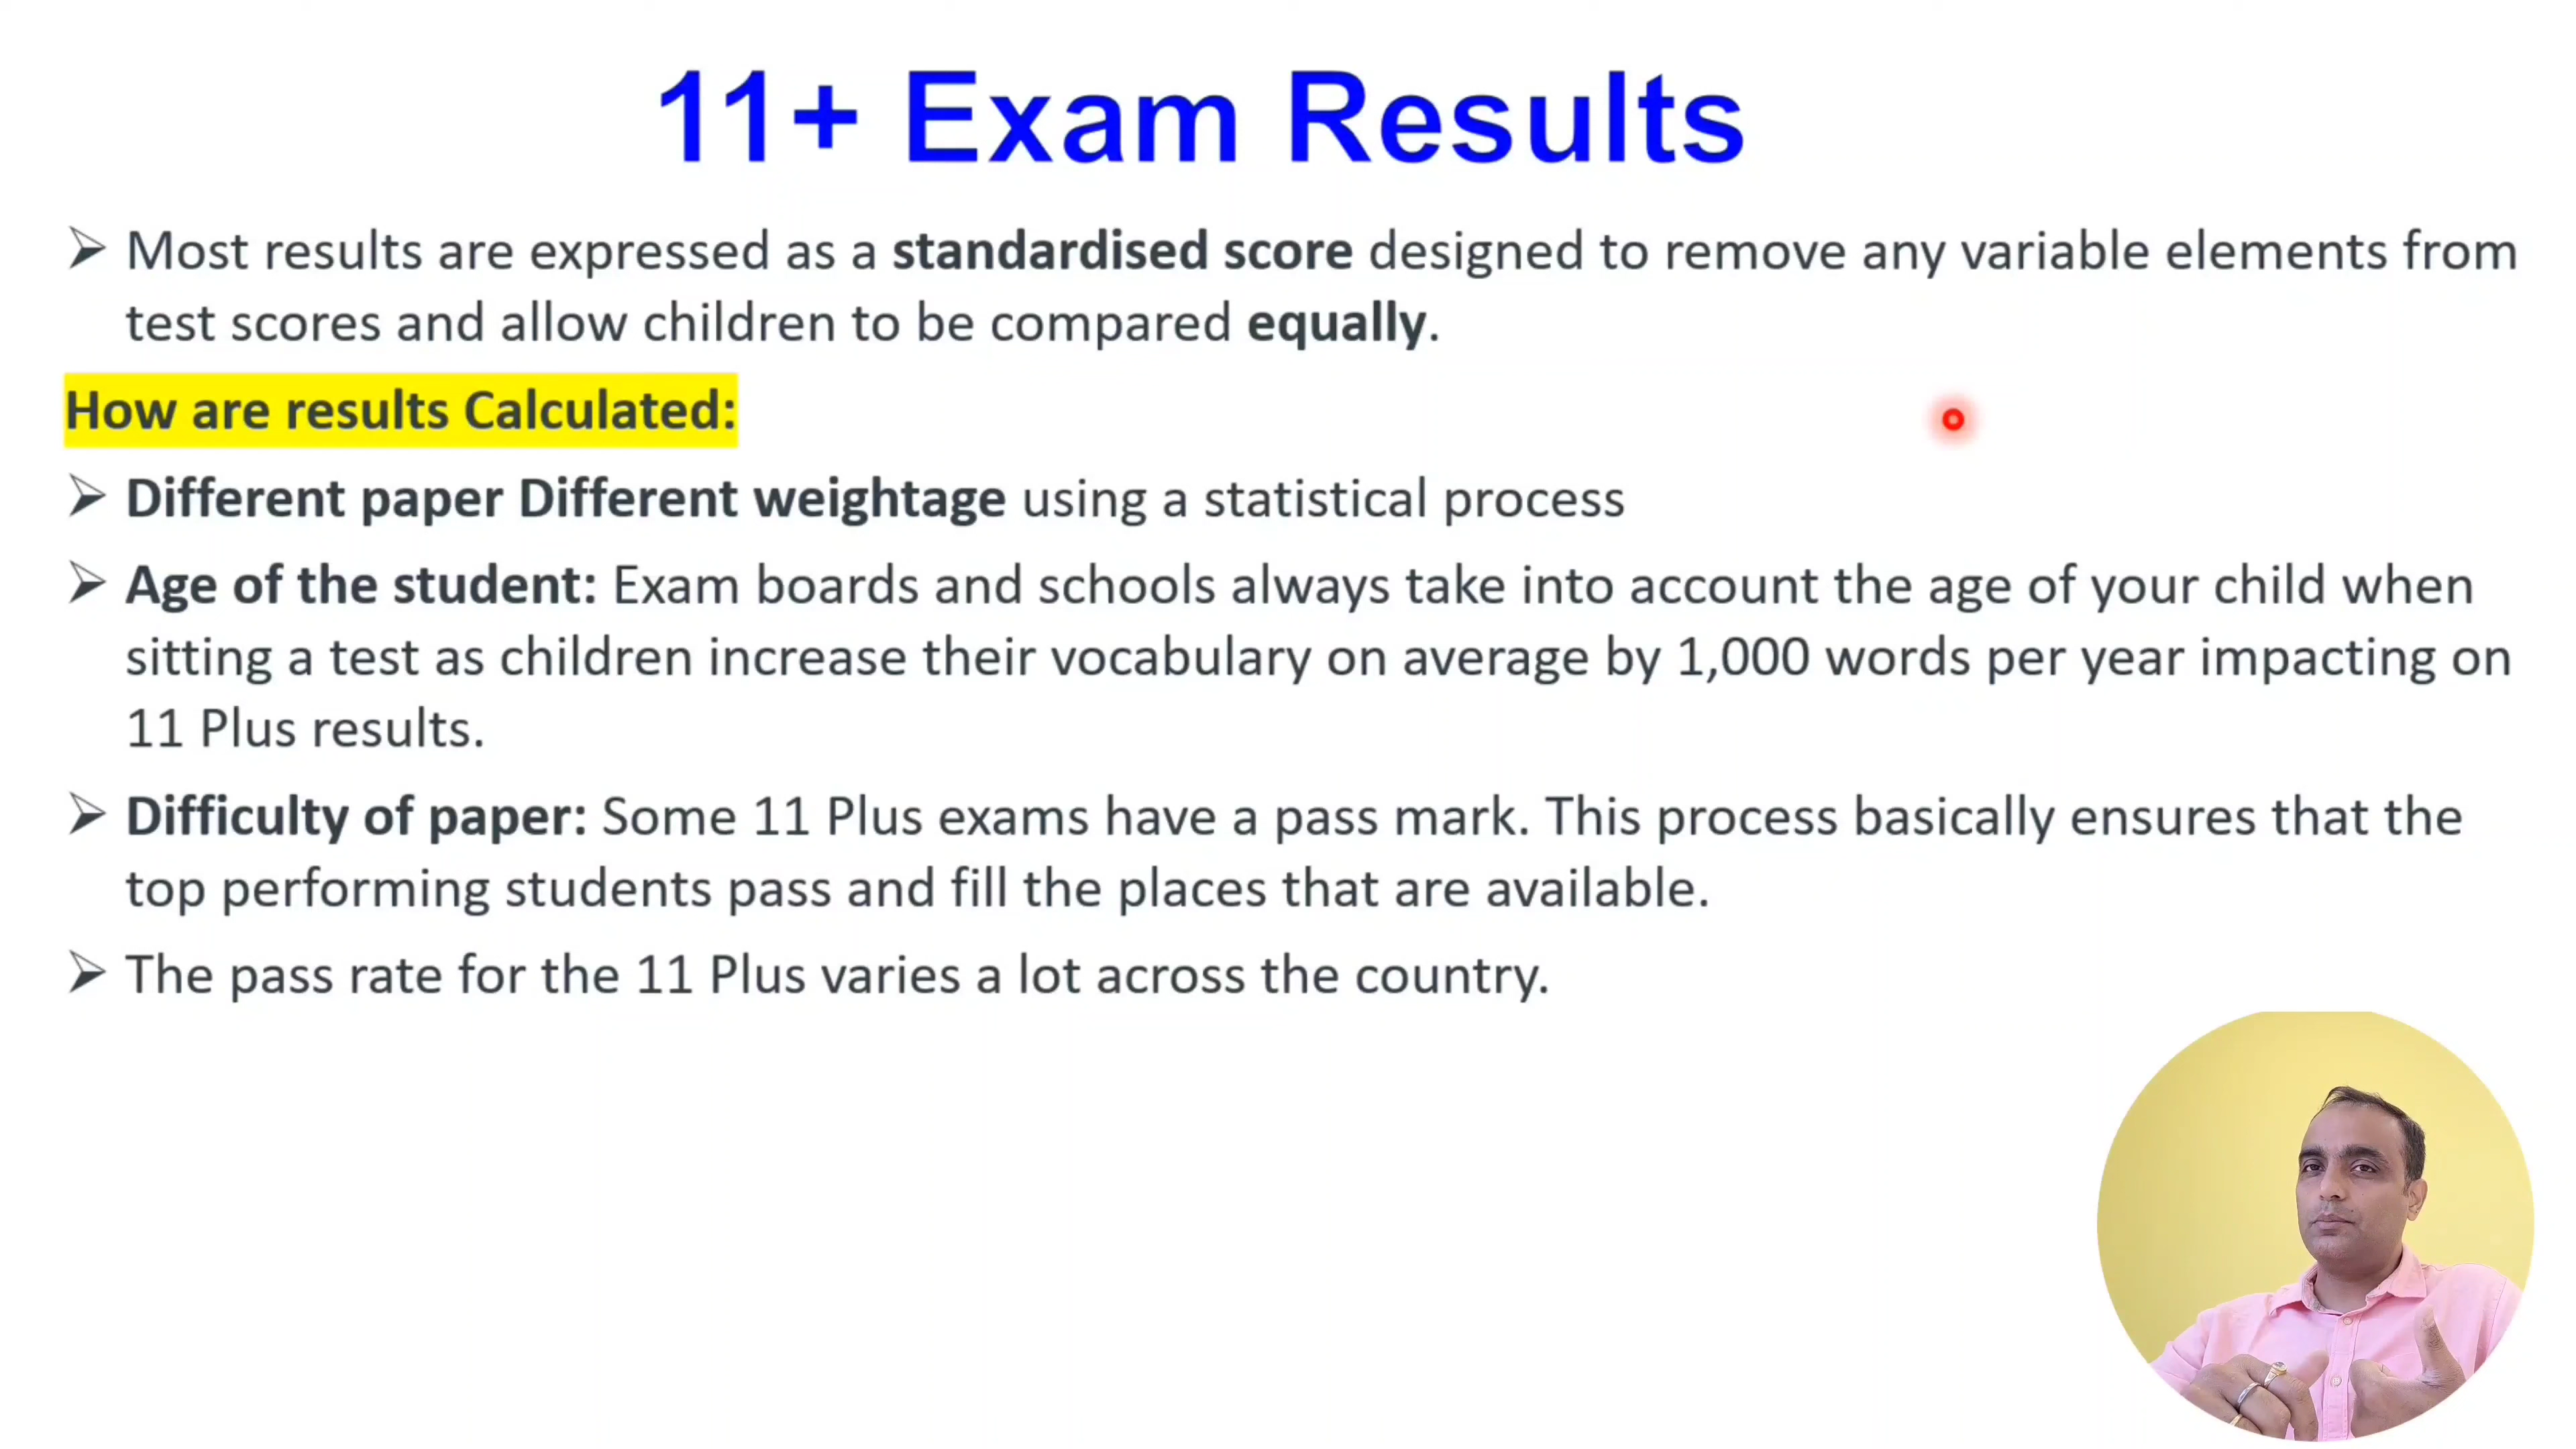 11+ Exam Results
Most results are expressed as a standardised score designed to remove any variable elements from
test scores and allow children to be compared equally.
How are results Calculated:
Different paper Different weightage using a statistical process
Age of the student: Exam boards and schools always take into account the age of your child when
sitting a test as children increase their vocabulary on average by 1,000 words per year impacting on
11 Plus results.
Difficulty of paper: Some 11 Plus exams have a pass mark. This process basically ensures that the
top performing students pass and fill the places that are available.
The pass rate for the 11 Plus varies a lot across the country.